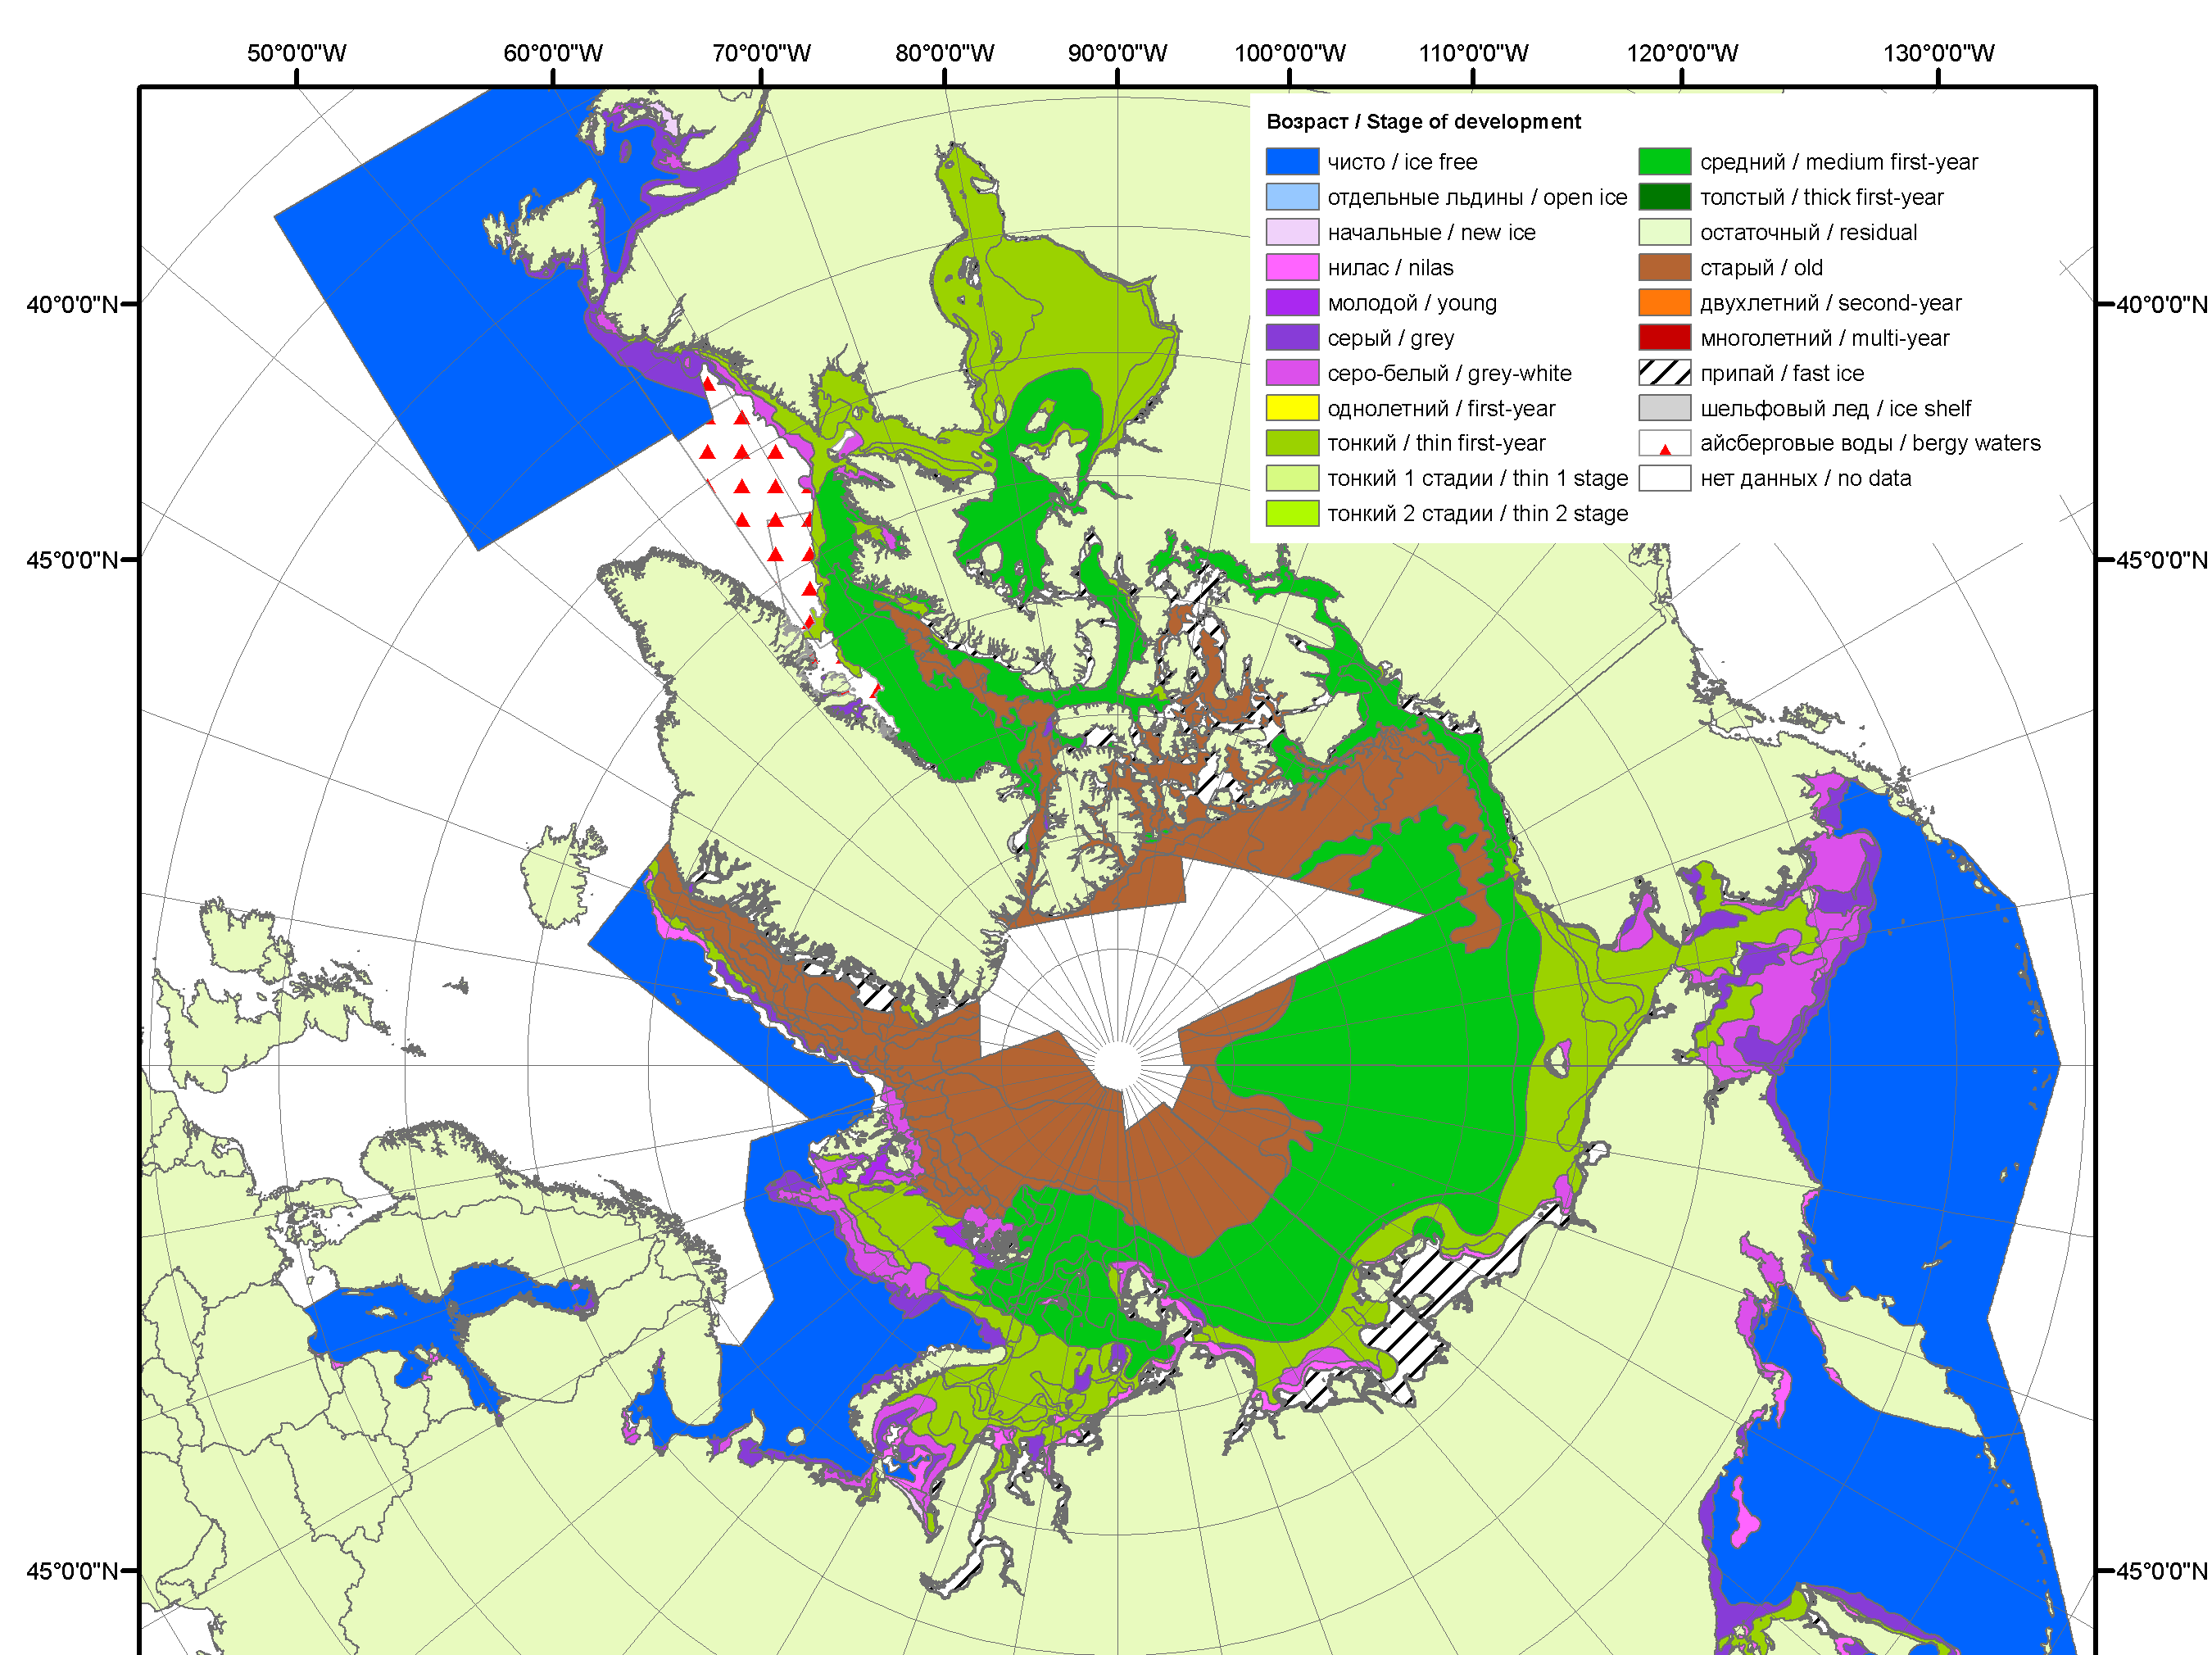 50°0'0"W 60°0'0"W 70°0'0"W 80°0'0"W 90°0'0"W 100°0'0"W 110°0'0"W 120°0'0"W 130°0'0"W
Возраст / Stage of development
чисто / ice free
отдельные льдины / open ice
начальные / new ice
нилас / nilas
молодой / young
серый / grey
серо-белый / grey-white
однолетний / first-year
тонкий / thin first-year
тонкий 1 стадии / thin 1 stage
тонкий 2 стадии / thin 2 stage
средний / medium first-year
толстый / thick first-year
остаточный / residual
старый / old
двухлетний / second-year
многолетний / multi-year
припай / fast ice
шельфовый лед / ice shelf
айсберговые воды / bergy waters
нет данных / no data
40°0'0"N 40°0'0"N
45°0'0"N 45°0'0"N
45°0'0"N 45°0'0"N